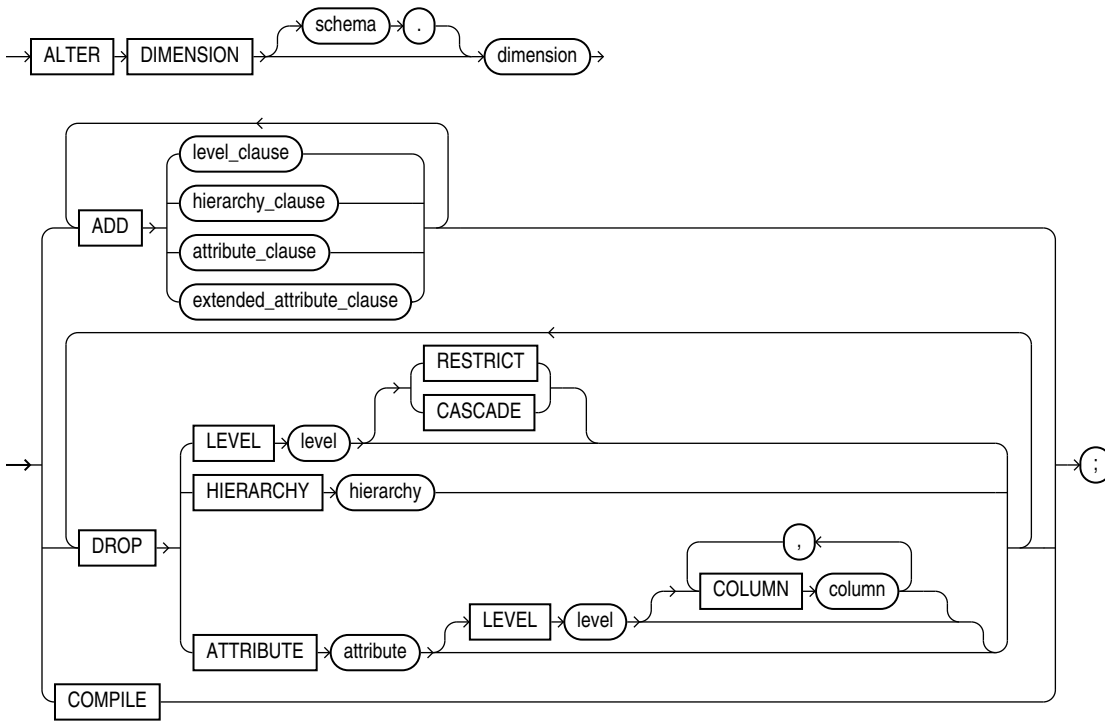 ALTER DIMENSION schema . dimension
level_clause
hierarchy_clause
ADD
attribute_clause
extended_attribute_clause
RESTRICT
CASCADE
LEVEL level
HIERARCHY hierarchy
;
DROP
,
COLUMN column
LEVEL level
ATTRIBUTE attribute
COMPILE